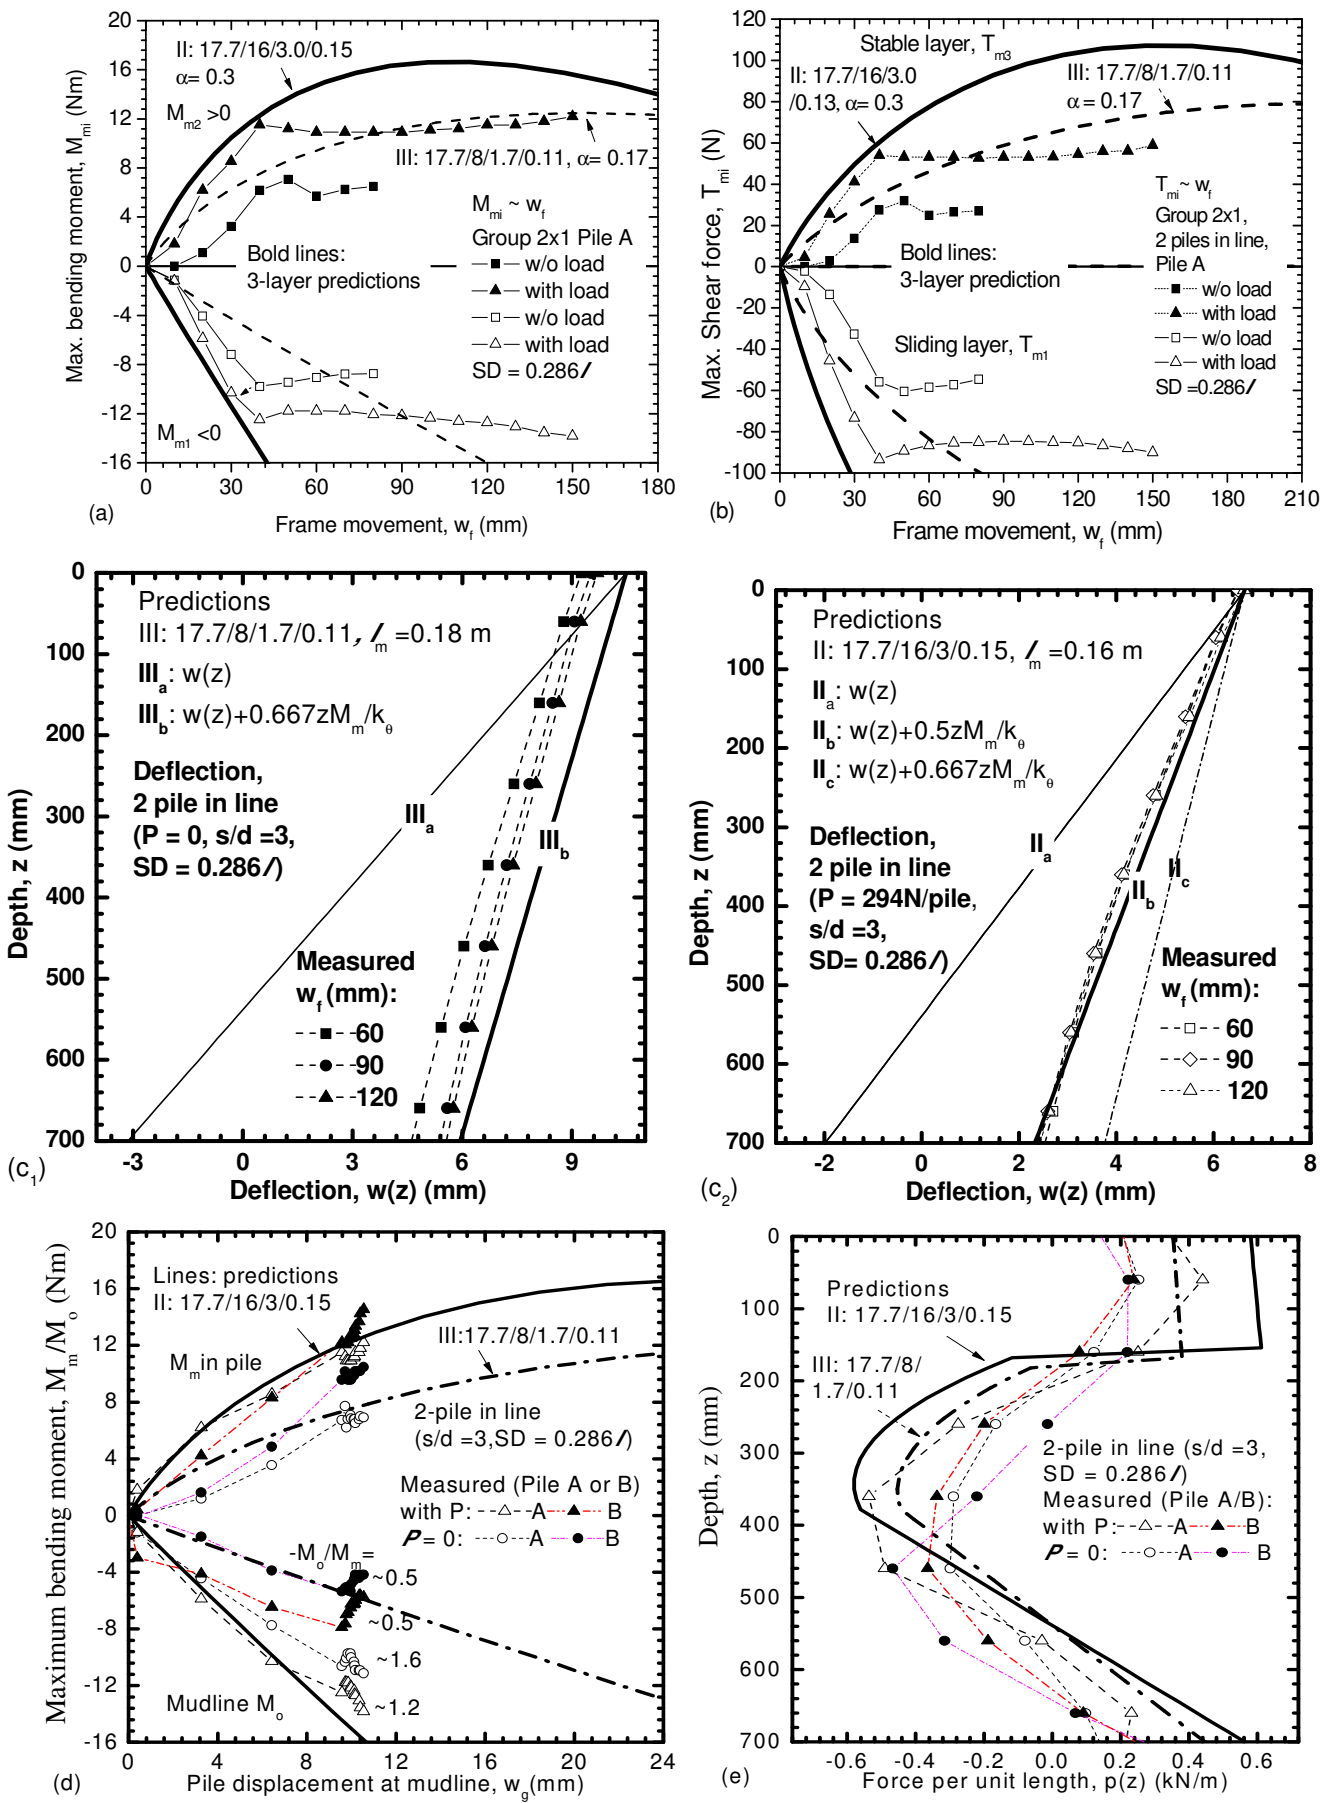 20
16
12
8
4
0
-4
-8
-12
-16
Max. bending moment, M_mi (Nm)
II: 17.7/16/3.0/0.15
α= 0.3
M_m2 >0
III: 17.7/8/1.7/0.11, α= 0.17
Bold lines:
3-layer predictions
M_mi ~ w_f
Group 2x1 Pile A
w/o load
with load
w/o load
with load
SD = 0.286l
M_m1 <0
0 30 60 90 120 150 180
(a)
Frame movement, w_f (mm)
120
100
80
60
40
20
0
-20
-40
-60
-80
-100
Max. Shear force, T_mi (N)
Stable layer, T_m3
II: 17.7/16/3.0
/0.13, α= 0.3
III: 17.7/8/1.7/0.11
α = 0.17
Bold lines:
3-layer prediction
T_mi ~ w_f
Group 2x1,
2 piles in line,
Pile A
w/o load
with load
w/o load
with load
SD =0.286l
Sliding layer, T_m1
0 30 60 90 120 150 180 210
(b)
Frame movement, w_f (mm)
0
100
200
300
400
500
600
700
Depth, z (mm)
Predictions
III: 17.7/8/1.7/0.11, l_m =0.18 m
III_a: w(z)
III_b: w(z)+0.667zM_m/k_θ
Deflection,
2 pile in line
(P = 0, s/d =3,
SD = 0.286l)
III_a
III_b
Measured
w_f (mm):
60
90
120
-3 0 3 6 9
(c_1)
Deflection, w(z) (mm)
0
100
200
300
400
500
600
700
Depth, z (mm)
Predictions
II: 17.7/16/3/0.15, l_m =0.16 m
II_a: w(z)
II_b: w(z)+0.5zM_m/k_θ
II_c: w(z)+0.667zM_m/k_θ
Deflection,
2 pile in line
(P = 294N/pile,
s/d =3,
SD= 0.286l)
II_a
II_b
II_c
Measured
w_f (mm):
60
90
120
-2 0 2 4 6 8
(c_2)
Deflection, w(z) (mm)
20
16
12
8
4
0
-4
-8
-12
-16
Maximum bending moment, M_m/M_o (Nm)
Lines: predictions
II: 17.7/16/3/0.15
M_m in pile
III:17.7/8/1.7/0.11
2-pile in line
(s/d =3,SD = 0.286l)
Measured (Pile A or B)
with P: A B
P = 0: A B
-M_o/M_m=
~0.5
~0.5
~1.6
~1.2
Mudline M_o
0 4 8 12 16 20 24
(d)
Pile displacement at mudline, w_g(mm)
0
100
200
300
400
500
600
700
Depth, z (mm)
Predictions
II: 17.7/16/3/0.15
III: 17.7/8/
1.7/0.11
2-pile in line (s/d =3,
SD = 0.286l)
Measured (Pile A/B):
with P: A B
P = 0: A B
-0.6 -0.4 -0.2 0.0 0.2 0.4 0.6
(e)
Force per unit length, p(z) (kN/m)